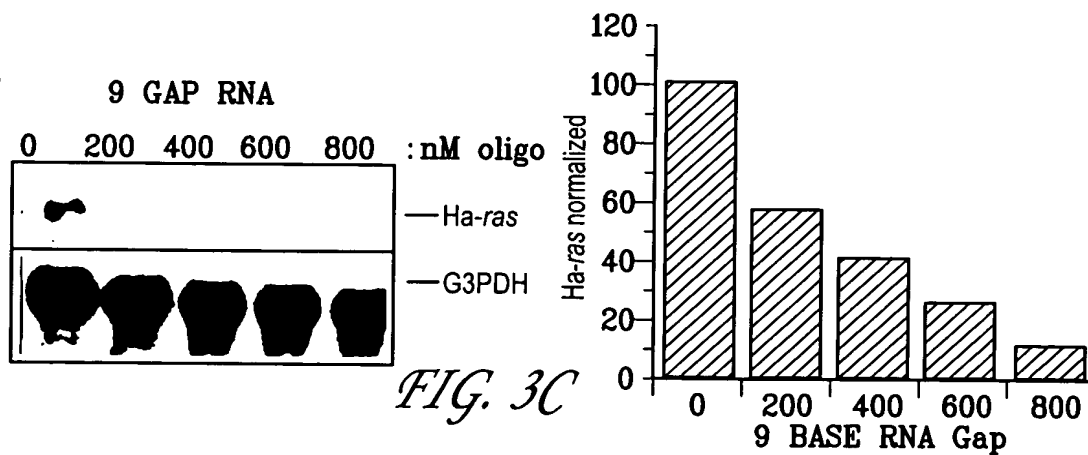 9 GAP RNA
0 200 400 600 800 :nM oligo
Ha-ras
G3PDH
FIG. 3C
Ha-ras normalized
120
100
80
60
40
20
0
0 200 400 600 800
9 BASE RNA Gap